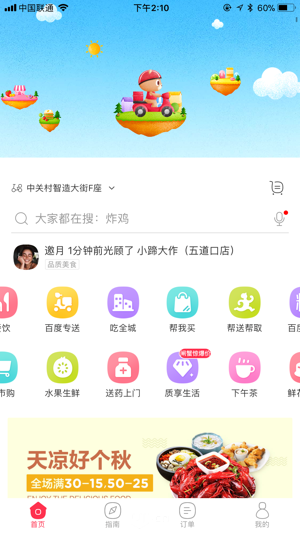 中国联通 下午2:10 60%
中关村智造大街F座
大家都在搜：炸鸡
邀月 1分钟前光顾了 小蹄大作（五道口店）
品质美食
餐饮 百度专送 吃全城 帮我买 帮送帮取 百度
闸蟹惊爆价
市购 水果生鲜 送药上门 质享生活 下午茶 鲜花
天凉好个秋
全场满30-15.50-25
ENJOY THE DELICIOUS FOOD
首页 指南 订单 我的